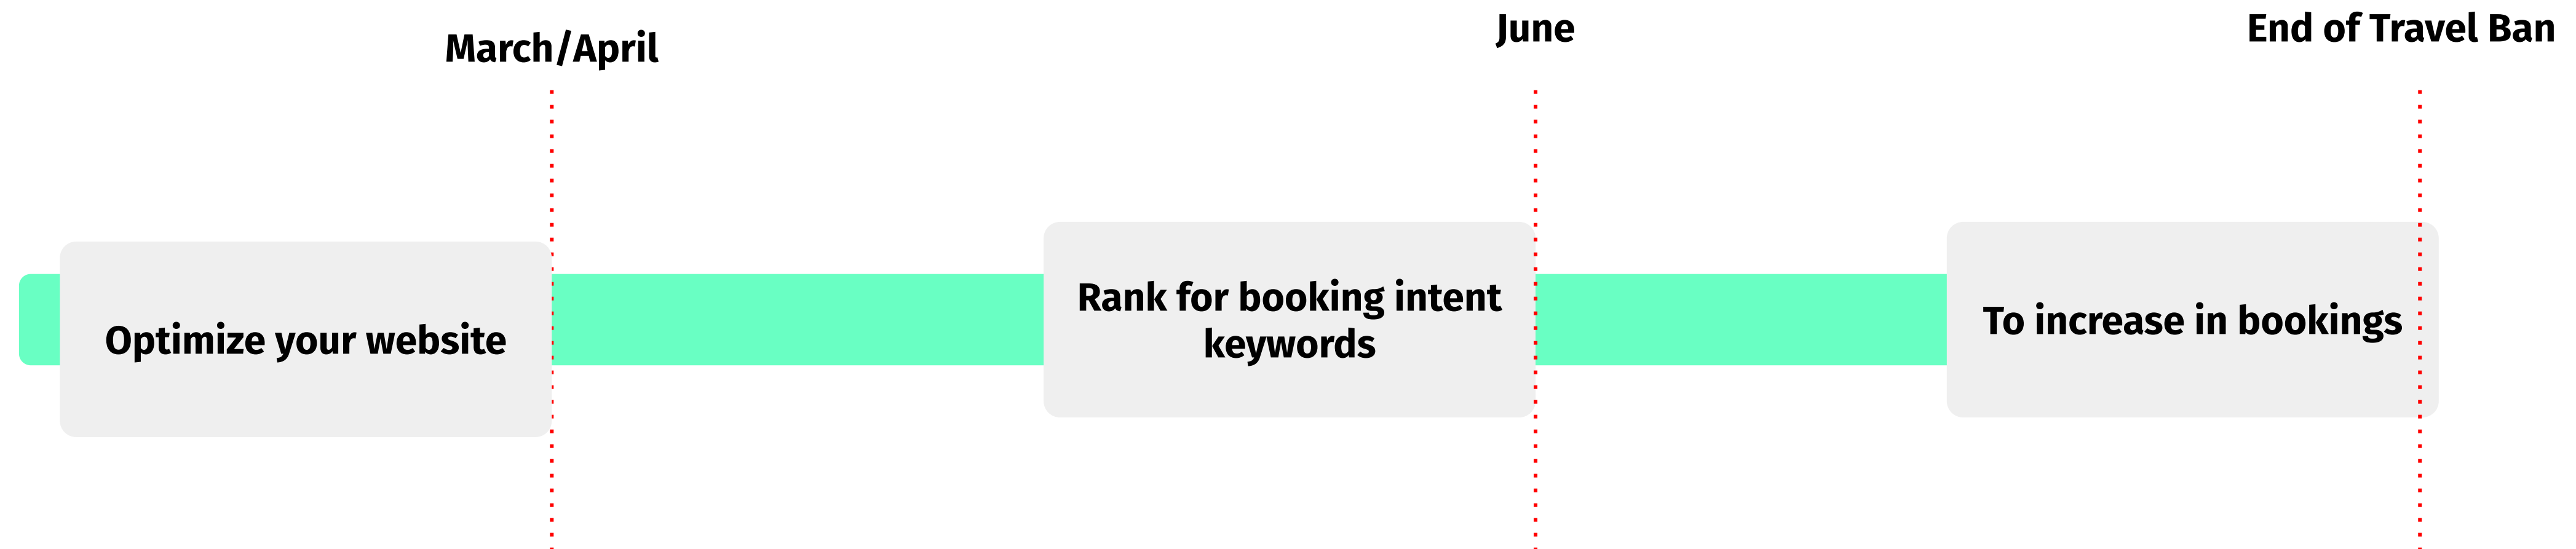 March/April
June
End of Travel Ban
Optimize your website
Rank for booking intent
keywords
To increase in bookings